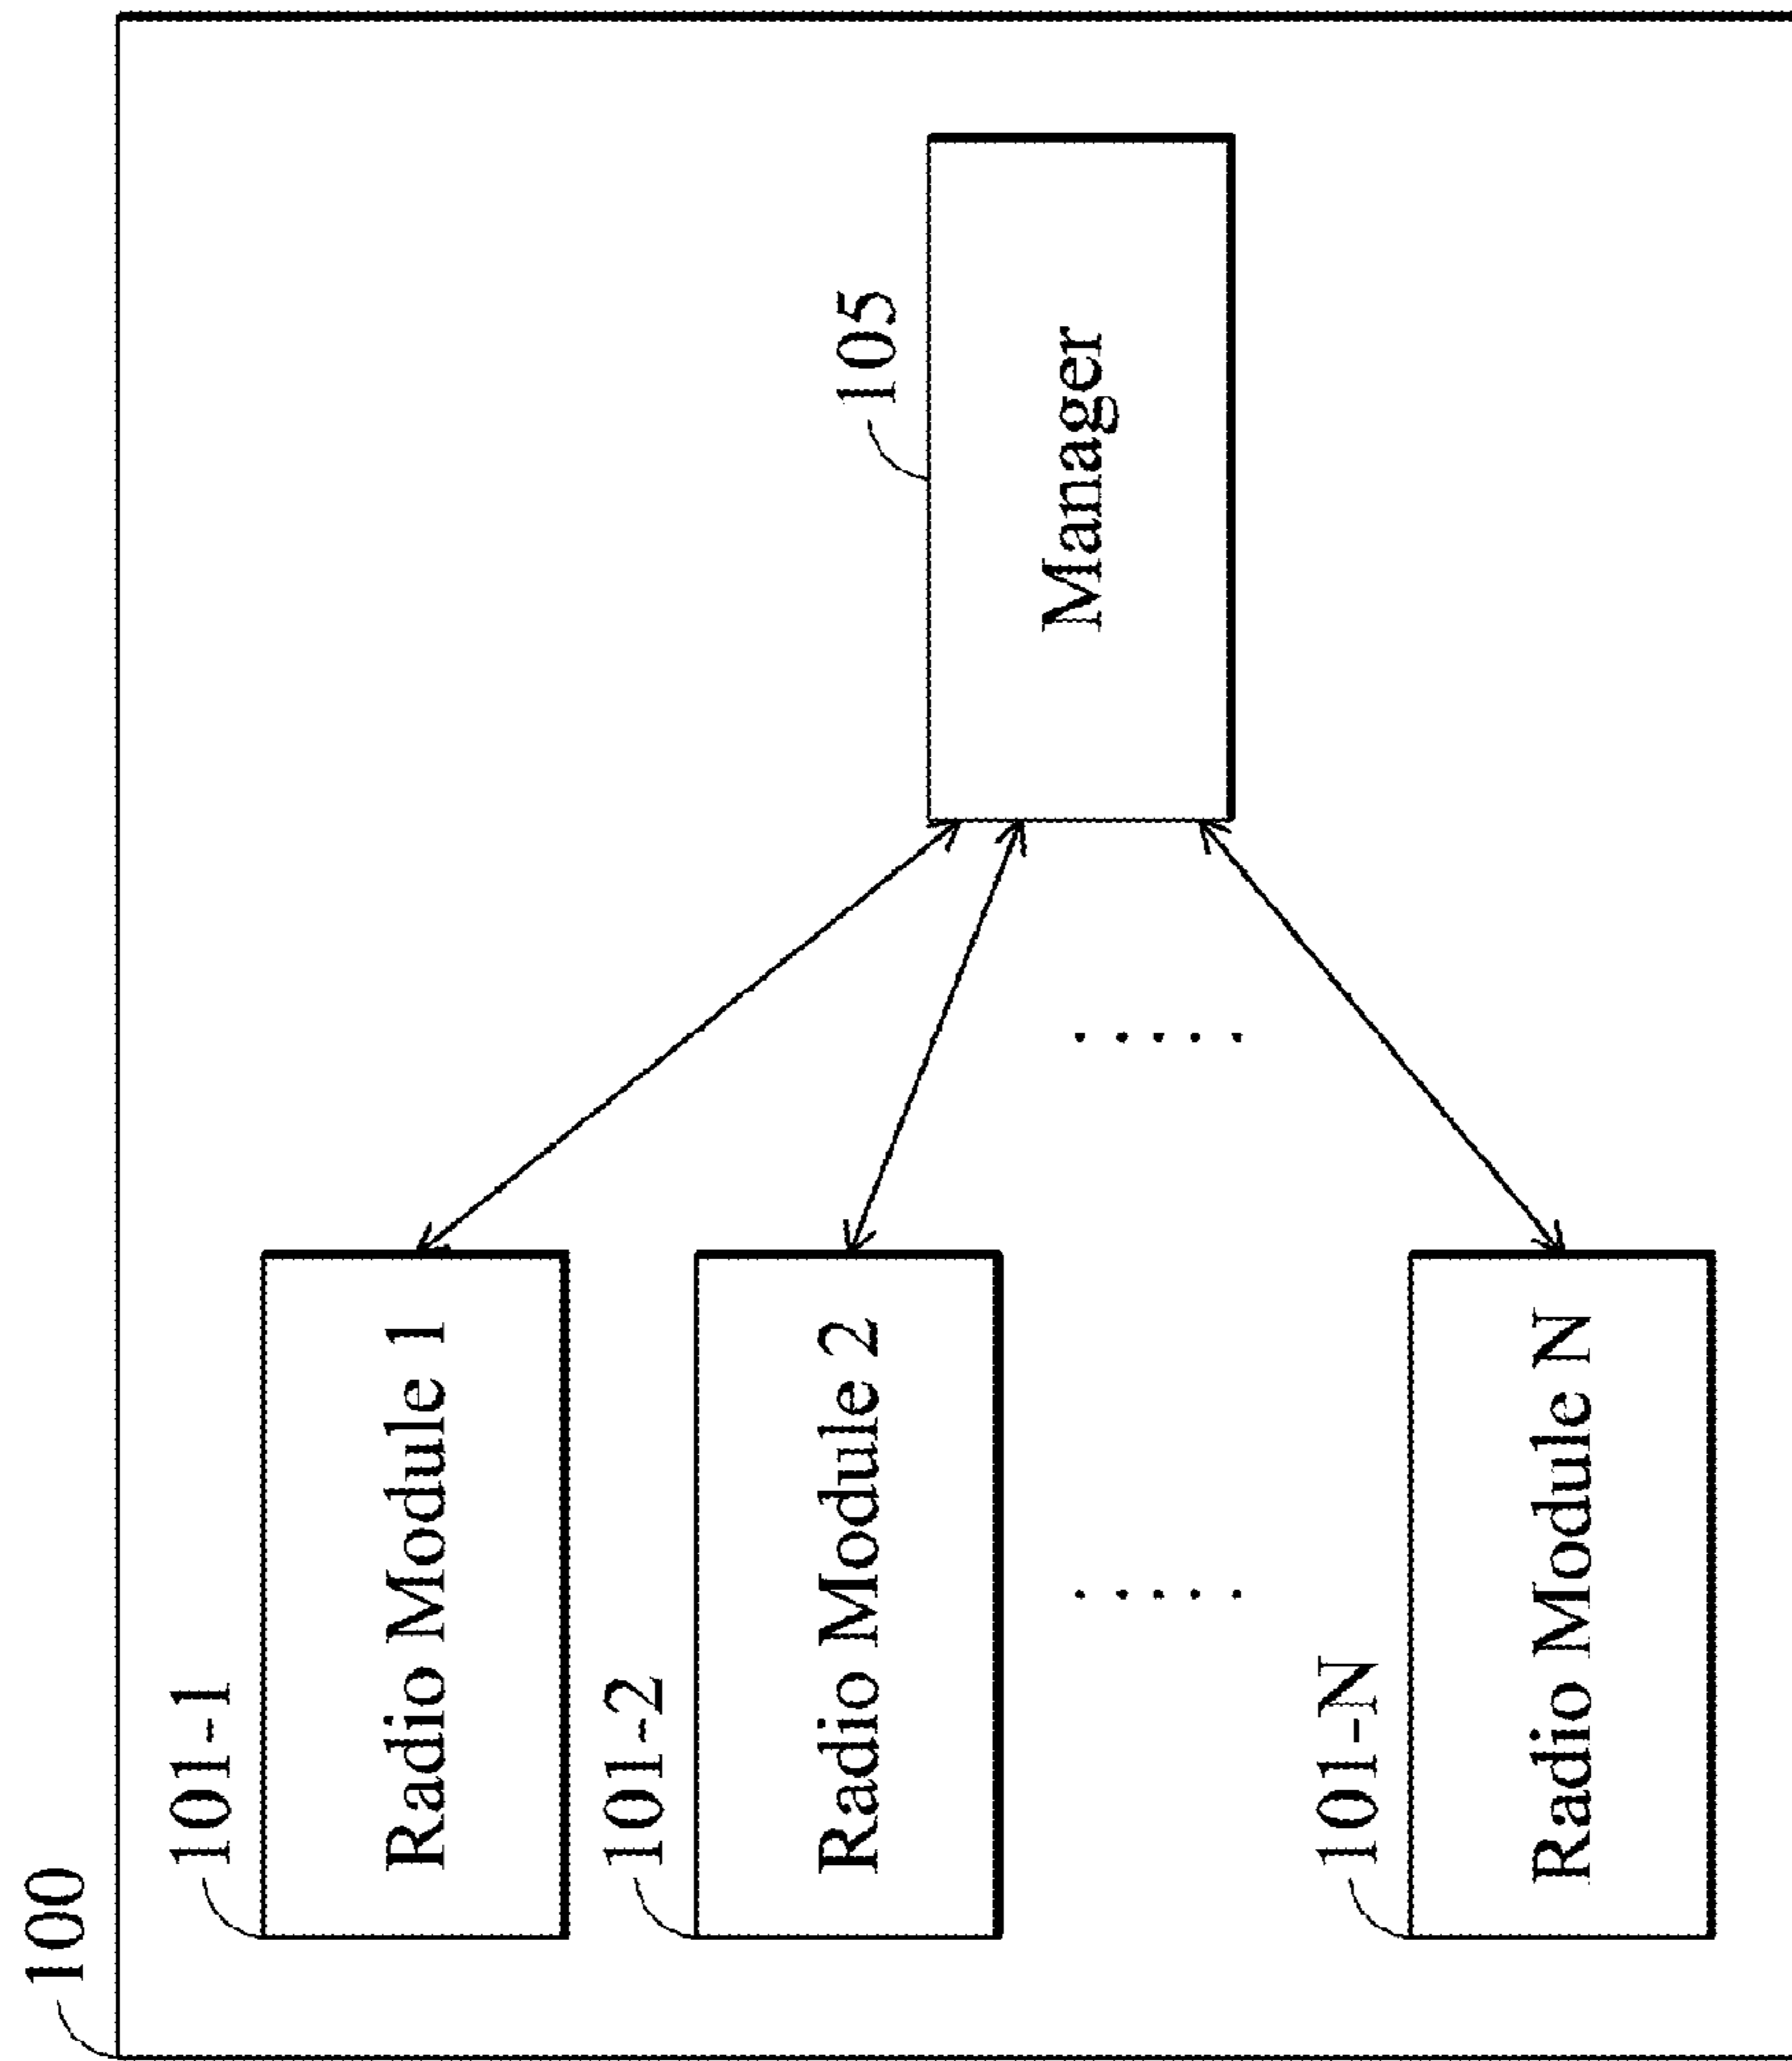 100
101-1
Radio Module 1
101-2
Radio Module 2
101-N
Radio Module N
105
Manager